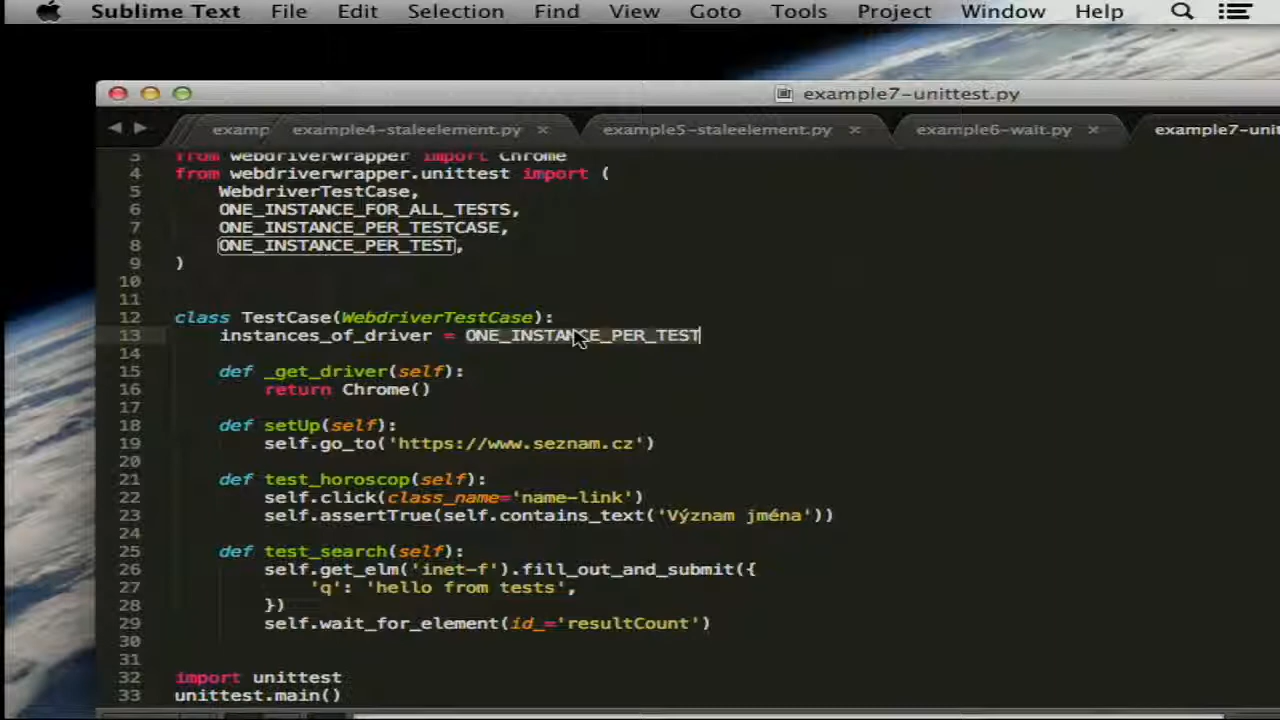 Sublime Text File Edit Selection Find View Goto Tools Project Window Help
example7-unittest.py
examp example4-staleelement.py × example5-staleelement.py × example6-wait.py × example7-unit
3 from webdriverwrapper import Chrome
4 from webdriverwrapper.unittest import (
5 WebdriverTestCase,
6 ONE_INSTANCE_FOR_ALL_TESTS,
7 ONE_INSTANCE_PER_TESTCASE,
8 ONE_INSTANCE_PER_TEST,
9 )
10
11
12 class TestCase(WebdriverTestCase):
13 instances_of_driver = ONE_INSTANCE_PER_TEST
14
15 def _get_driver(self):
16 return Chrome()
17
18 def setUp(self):
19 self.go_to('https://www.seznam.cz')
20
21 def test_horoscop(self):
22 self.click(class_name='name-link')
23 self.assertTrue(self.contains_text('Význam jména'))
24
25 def test_search(self):
26 self.get_elm('inet-f').fill_out_and_submit({
27 'q': 'hello from tests',
28 })
29 self.wait_for_element(id_='resultCount')
30
31
32 import unittest
33 unittest.main()